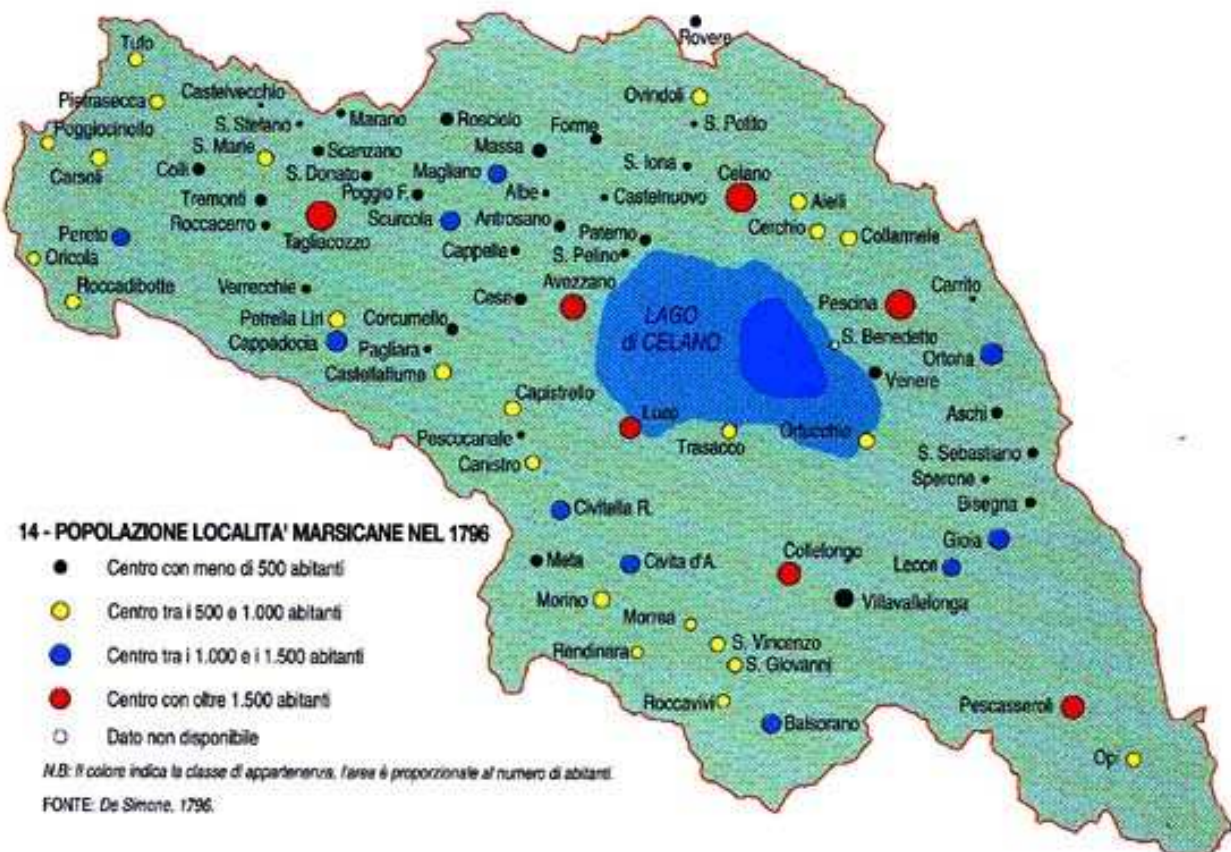 Rovere
Tufo
Castelvecchio
Ovindoli
Pietrasecca
Marano
Rosciolo
S. Stefano
Forme
S. Potito
Poggiocinolfo
S. Marie
Scanzano
Massa
S. Iona
Celano
Carsoli
Colli
S. Donato
Magliano
Tremonti
Poggio F.
Albe
Castelnuovo
Aielli
Roccacerro
Scurcola
Antrosano
Cerchio
Collarmele
Pereto
Tagliacozzo
Paterno
Cappelle
S. Pelino
Oricola
Avezzano
Roccadibotte
Verrecchie
Cese
Pescina
Carrito
Petrella Liri
Corcumello
LAGO
di CELANO
S. Benedetto
Cappadocia
Pagliara
Ortona
Castellafiume
Venere
Capistrello
Luco
Aschi
Pescocanale
Trasacco
Ortucchio
Canistro
S. Sebastiano
Sperone
Civitella R.
Bisegna
14 - POPOLAZIONE LOCALITA' MARSICANE NEL 1796
Gioia
Meta
Civita d'A.
Collelongo
Lecce
Centro con meno di 500 abitanti
Morino
Villavallelonga
Centro tra i 500 e 1.000 abitanti
Morrea
Rendinara
S. Vincenzo
Centro tra i 1.000 e i 1.500 abitanti
S. Giovanni
Centro con oltre 1.500 abitanti
Roccavivi
Balsorano
Pescasseroli
Dato non disponibile
Opi
N.B: Il colore indica la classe di appartenenza, l'area è proporzionale al numero di abitanti.
FONTE: De Simone, 1796.